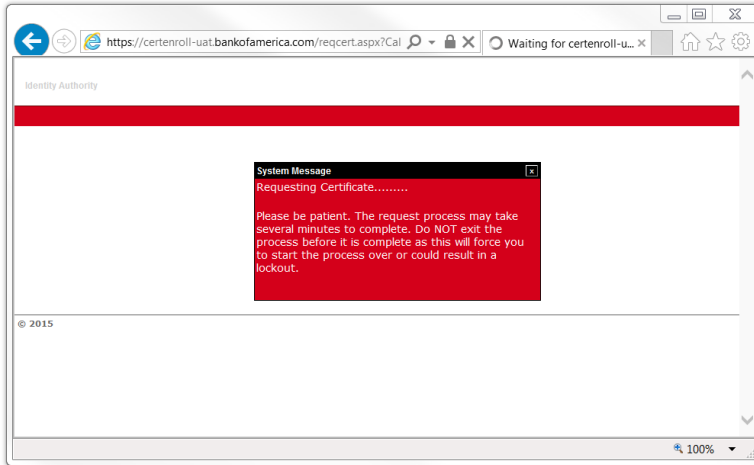 https://certenroll-uat.bankofamerica.com/reqcert.aspx?Cal
Waiting for certenroll-u...
Identity Authority
System Message
x
Requesting Certificate.........
Please be patient. The request process may take
several minutes to complete. Do NOT exit the
process before it is complete as this will force you
to start the process over or could result in a
lockout.
© 2015
100%